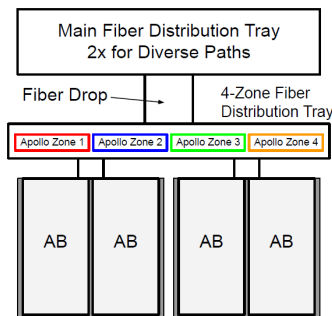 Main Fiber Distribution Tray
2x for Diverse Paths
Fiber Drop
4-Zone Fiber
Distribution Tray
Apollo Zone 1
Apollo Zone 2
Apollo Zone 3
Apollo Zone 4
AB
AB
AB
AB